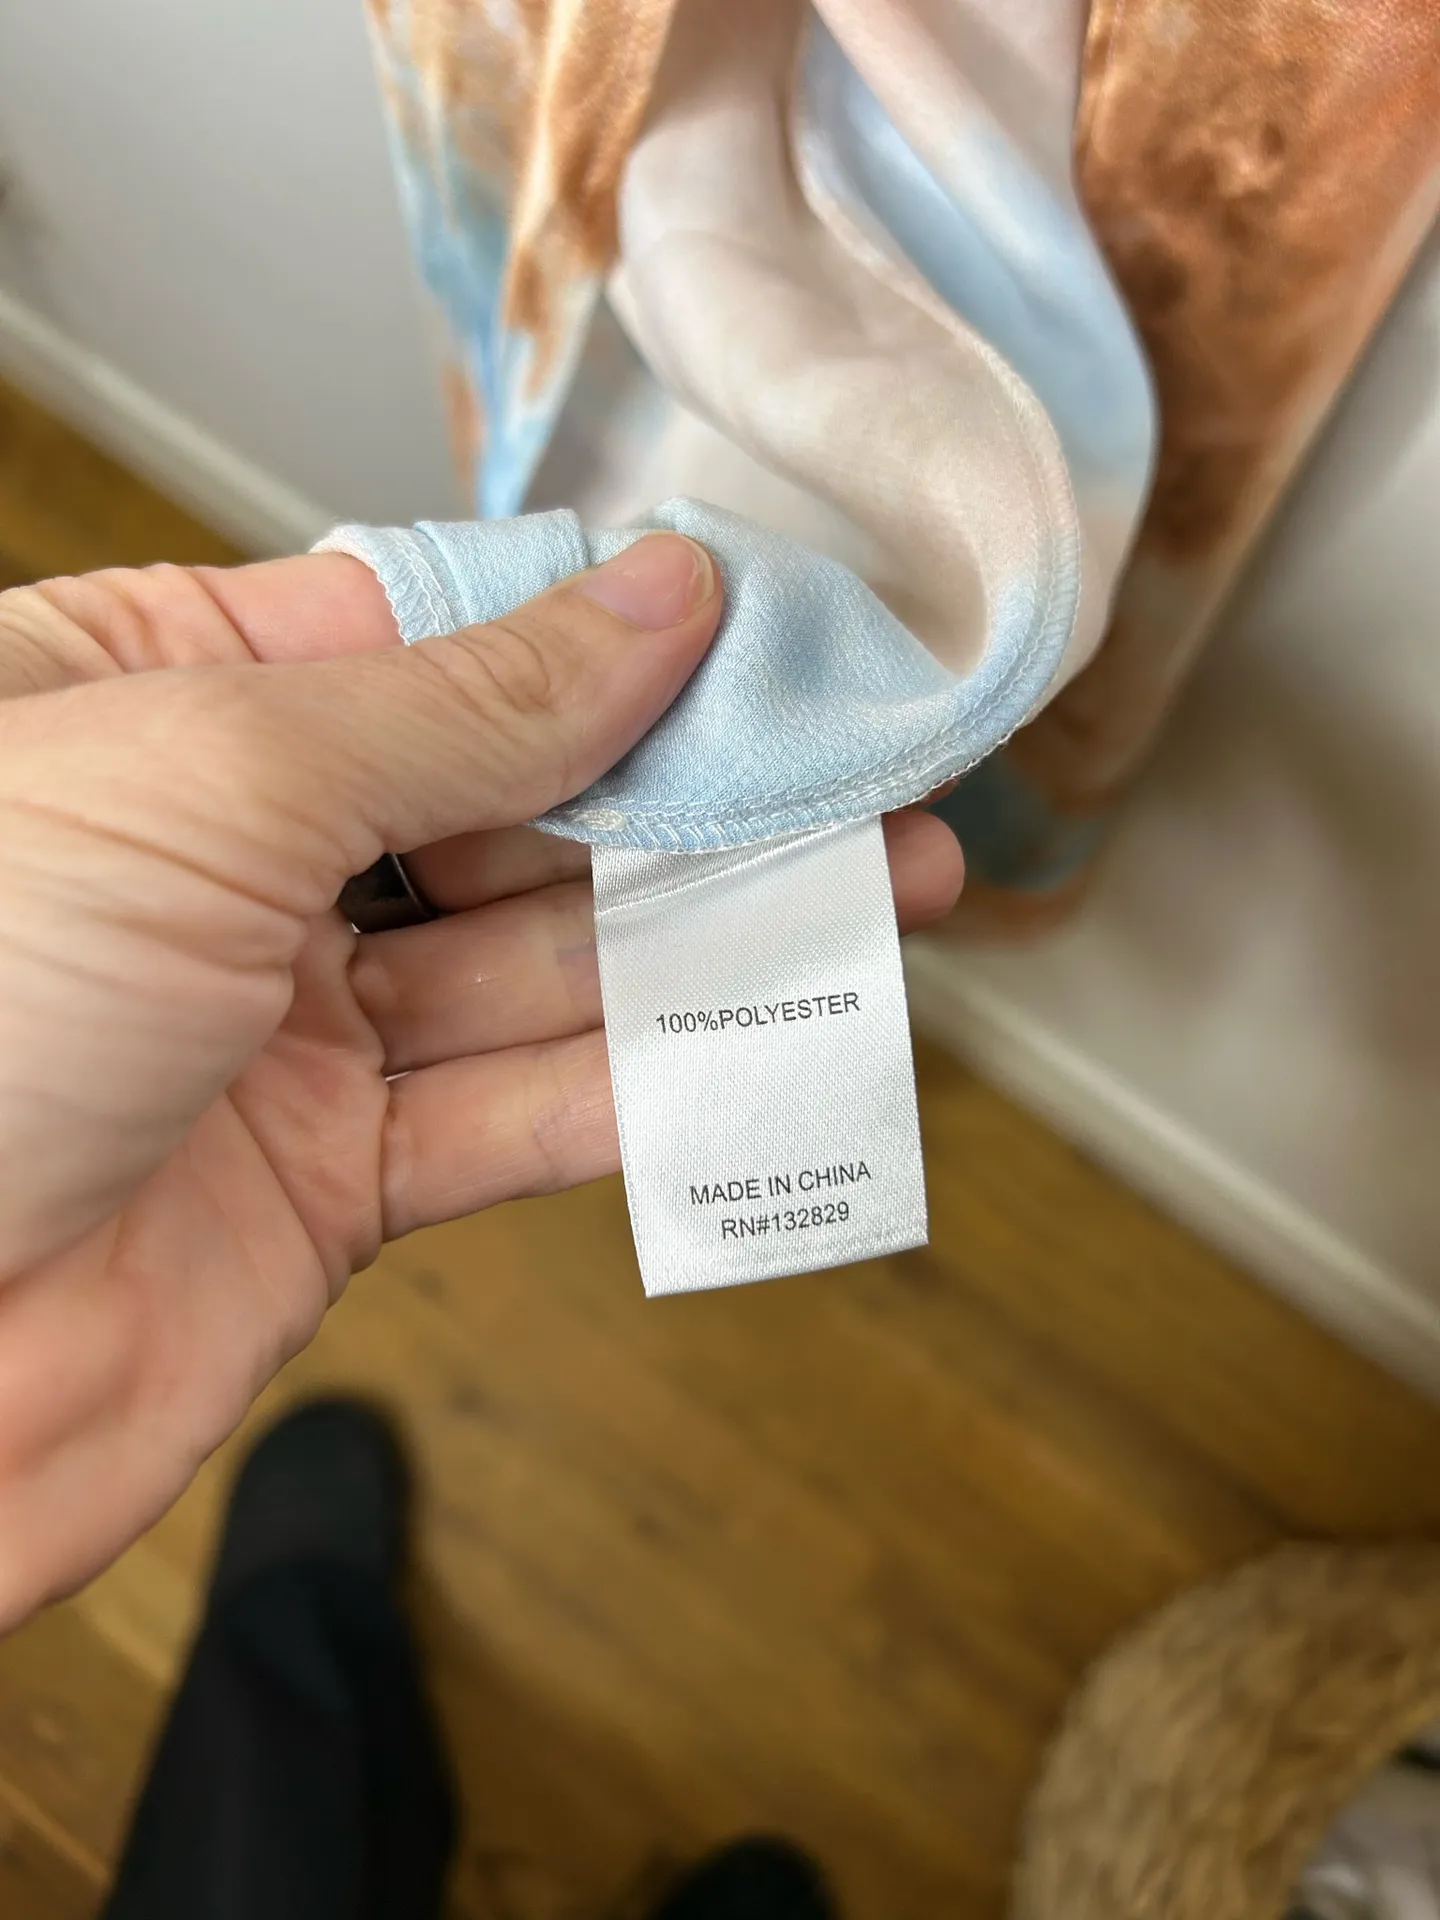 100%POLYESTER
MADE IN CHINA
RN#132829